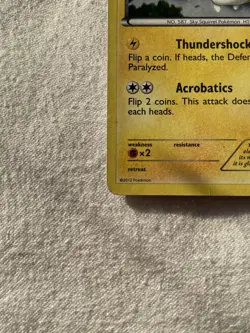 NO. 587 Sky Squirrel Pokémon HT
Thundershock
Flip a coin. If heads, the Defen
Paralyzed.
Acrobatics
Flip 2 coins. This attack does
each heads.
weakness
resistance
×2
retreat
©2012 Pokémon